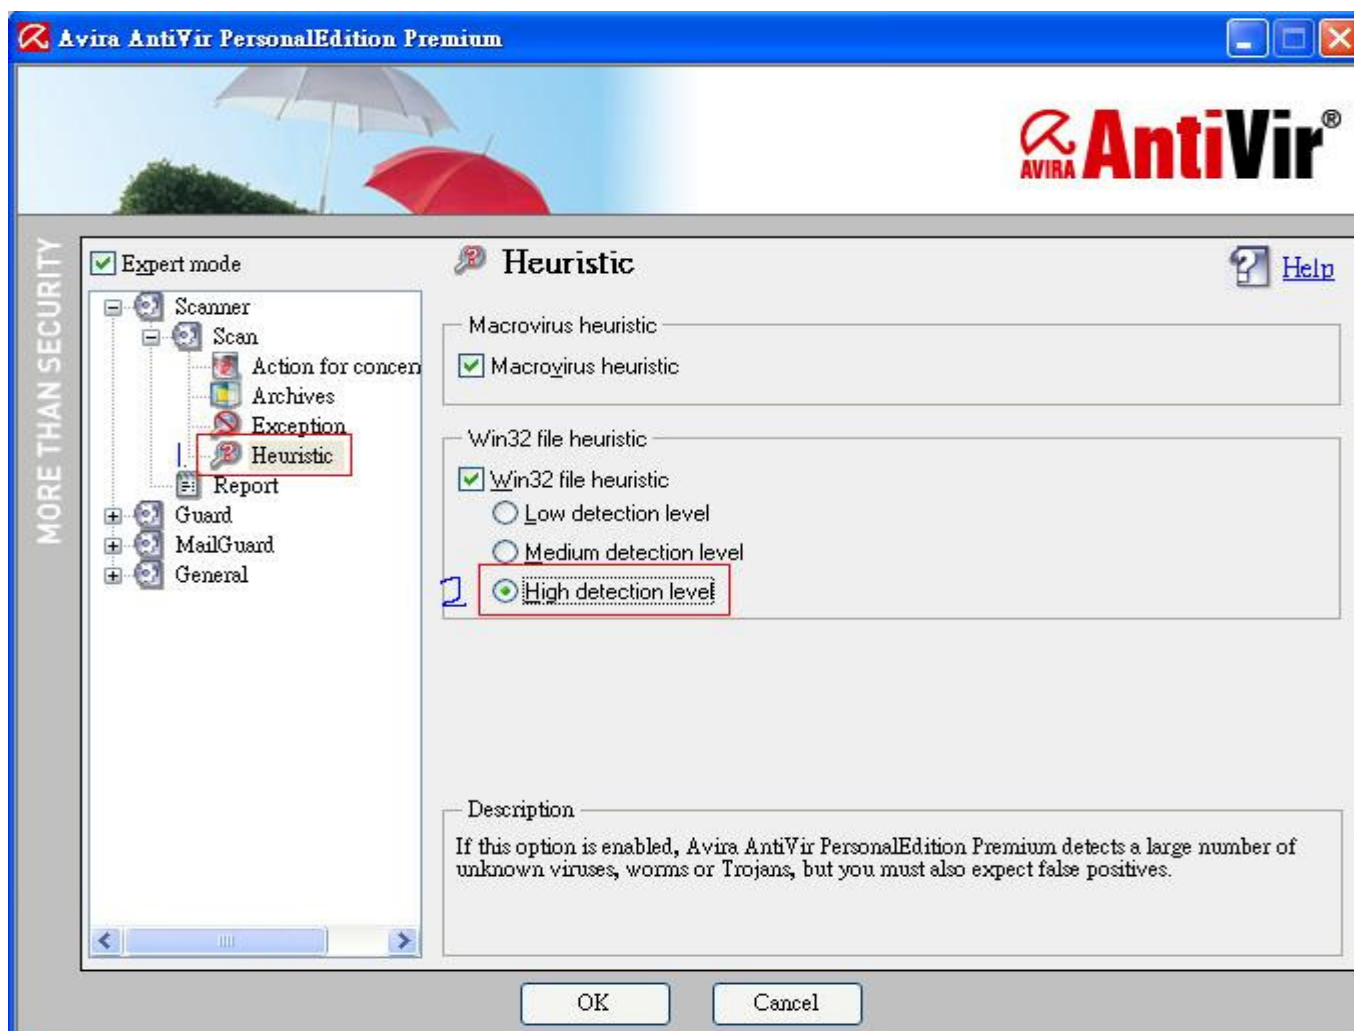 Avira AntiVir PersonalEdition Premium
AVIRA AntiVir®
MORE THAN SECURITY
Expert mode
Scanner
Scan
Action for concern
Archives
Exception
1. Heuristic
Report
Guard
MailGuard
General
Heuristic
Help
Macrovirus heuristic
Macrovirus heuristic
Win32 file heuristic
Win32 file heuristic
Low detection level
Medium detection level
2 High detection level
Description
If this option is enabled, Avira AntiVir PersonalEdition Premium detects a large number of
unknown viruses, worms or Trojans, but you must also expect false positives.
OK
Cancel